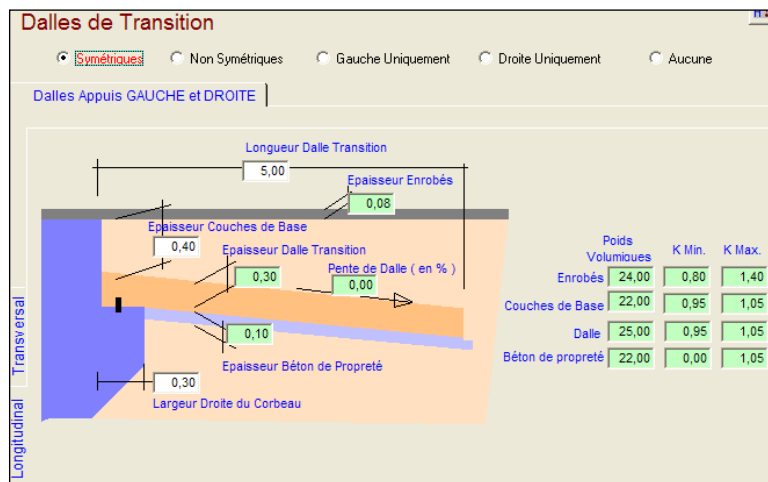 Dalles de Transition
Symétriques Non Symétriques Gauche Uniquement Droite Uniquement Aucune
Dalles Appuis GAUCHE et DROITE
Longueur Dalle Transition
5,00
Epaisseur Enrobés
0,08
Epaisseur Couches de Base
0,40
Epaisseur Dalle Transition
0,30
Pente de Dalle ( en % )
0,00
0,10
Epaisseur Béton de Propreté
0,30
Largeur Droite du Corbeau
Poids Volumiques K Min. K Max.
Enrobés 24,00 0,80 1,40
Couches de Base 22,00 0,95 1,05
Dalle 25,00 0,95 1,05
Béton de propreté 22,00 0,00 1,05
Transversal
Longitudinal